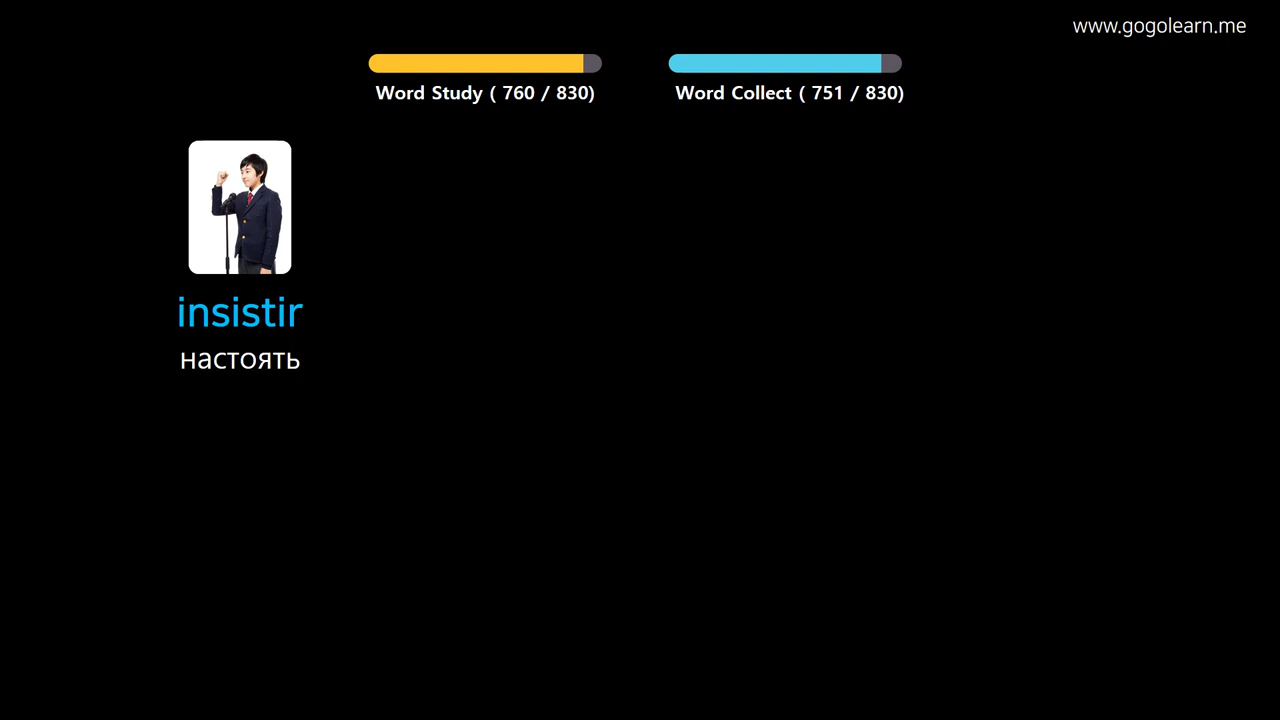 www.gogolearn.me
Word Study ( 760 / 830)
Word Collect ( 751 / 830)
insistir
настоять